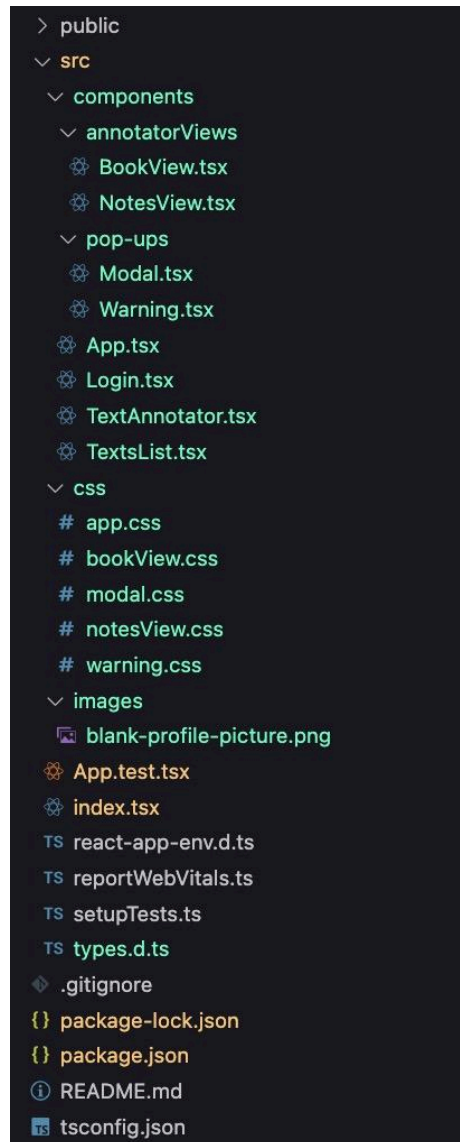 public
src
components
annotatorViews
BookView.tsx
NotesView.tsx
pop-ups
Modal.tsx
Warning.tsx
App.tsx
Login.tsx
TextAnnotator.tsx
TextsList.tsx
css
# app.css
# bookView.css
# modal.css
# notesView.css
# warning.css
images
blank-profile-picture.png
App.test.tsx
index.tsx
TS react-app-env.d.ts
TS reportWebVitals.ts
TS setupTests.ts
TS types.d.ts
.gitignore
{} package-lock.json
{} package.json
README.md
TS tsconfig.json